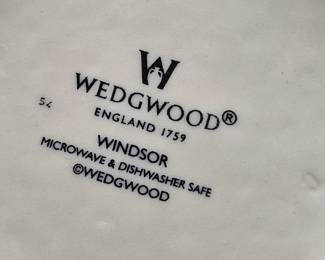 W
WEDGWOOD®
ENGLAND 1759
54
WINDSOR
MICROWAVE & DISHWASHER SAFE
©WEDGWOOD